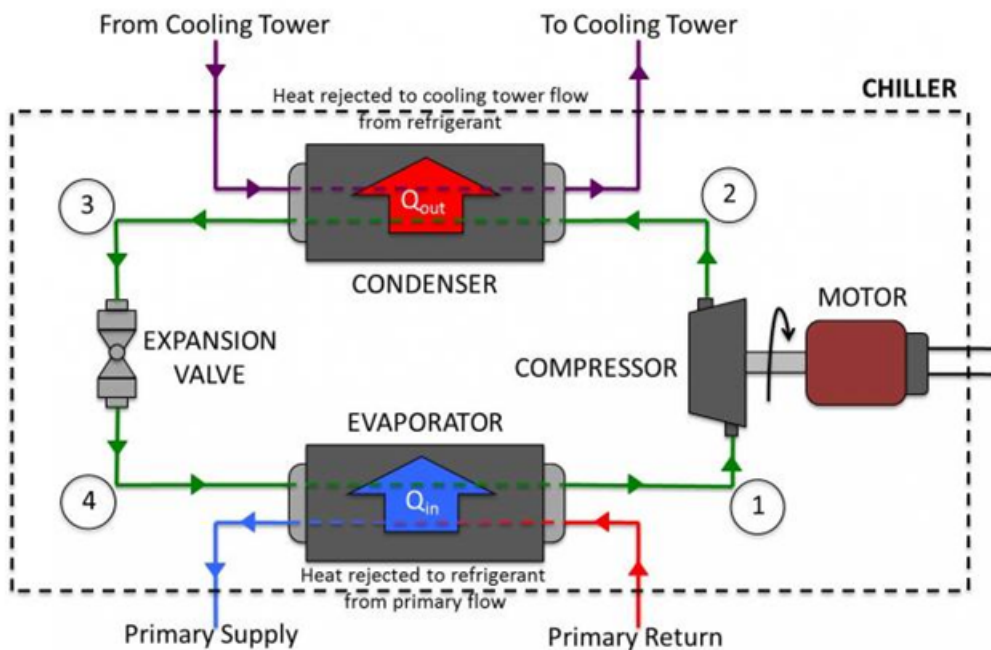 From Cooling Tower
To Cooling Tower
CHILLER
Heat rejected to cooling tower flow
from refrigerant
3
2
Qout
CONDENSER
MOTOR
EXPANSION
VALVE
COMPRESSOR
EVAPORATOR
4
Qin
1
Heat rejected to refrigerant
from primary flow
Primary Supply
Primary Return